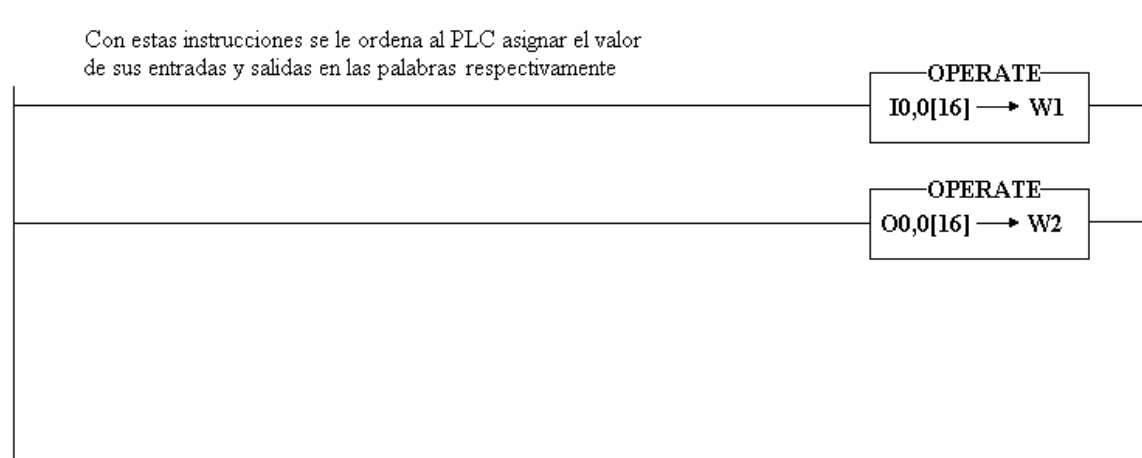 Con estas instrucciones se le ordena al PLC asignar el valor
de sus entradas y salidas en las palabras respectivamente
OPERATE
I0,0[16] → W1
OPERATE
O0,0[16] → W2